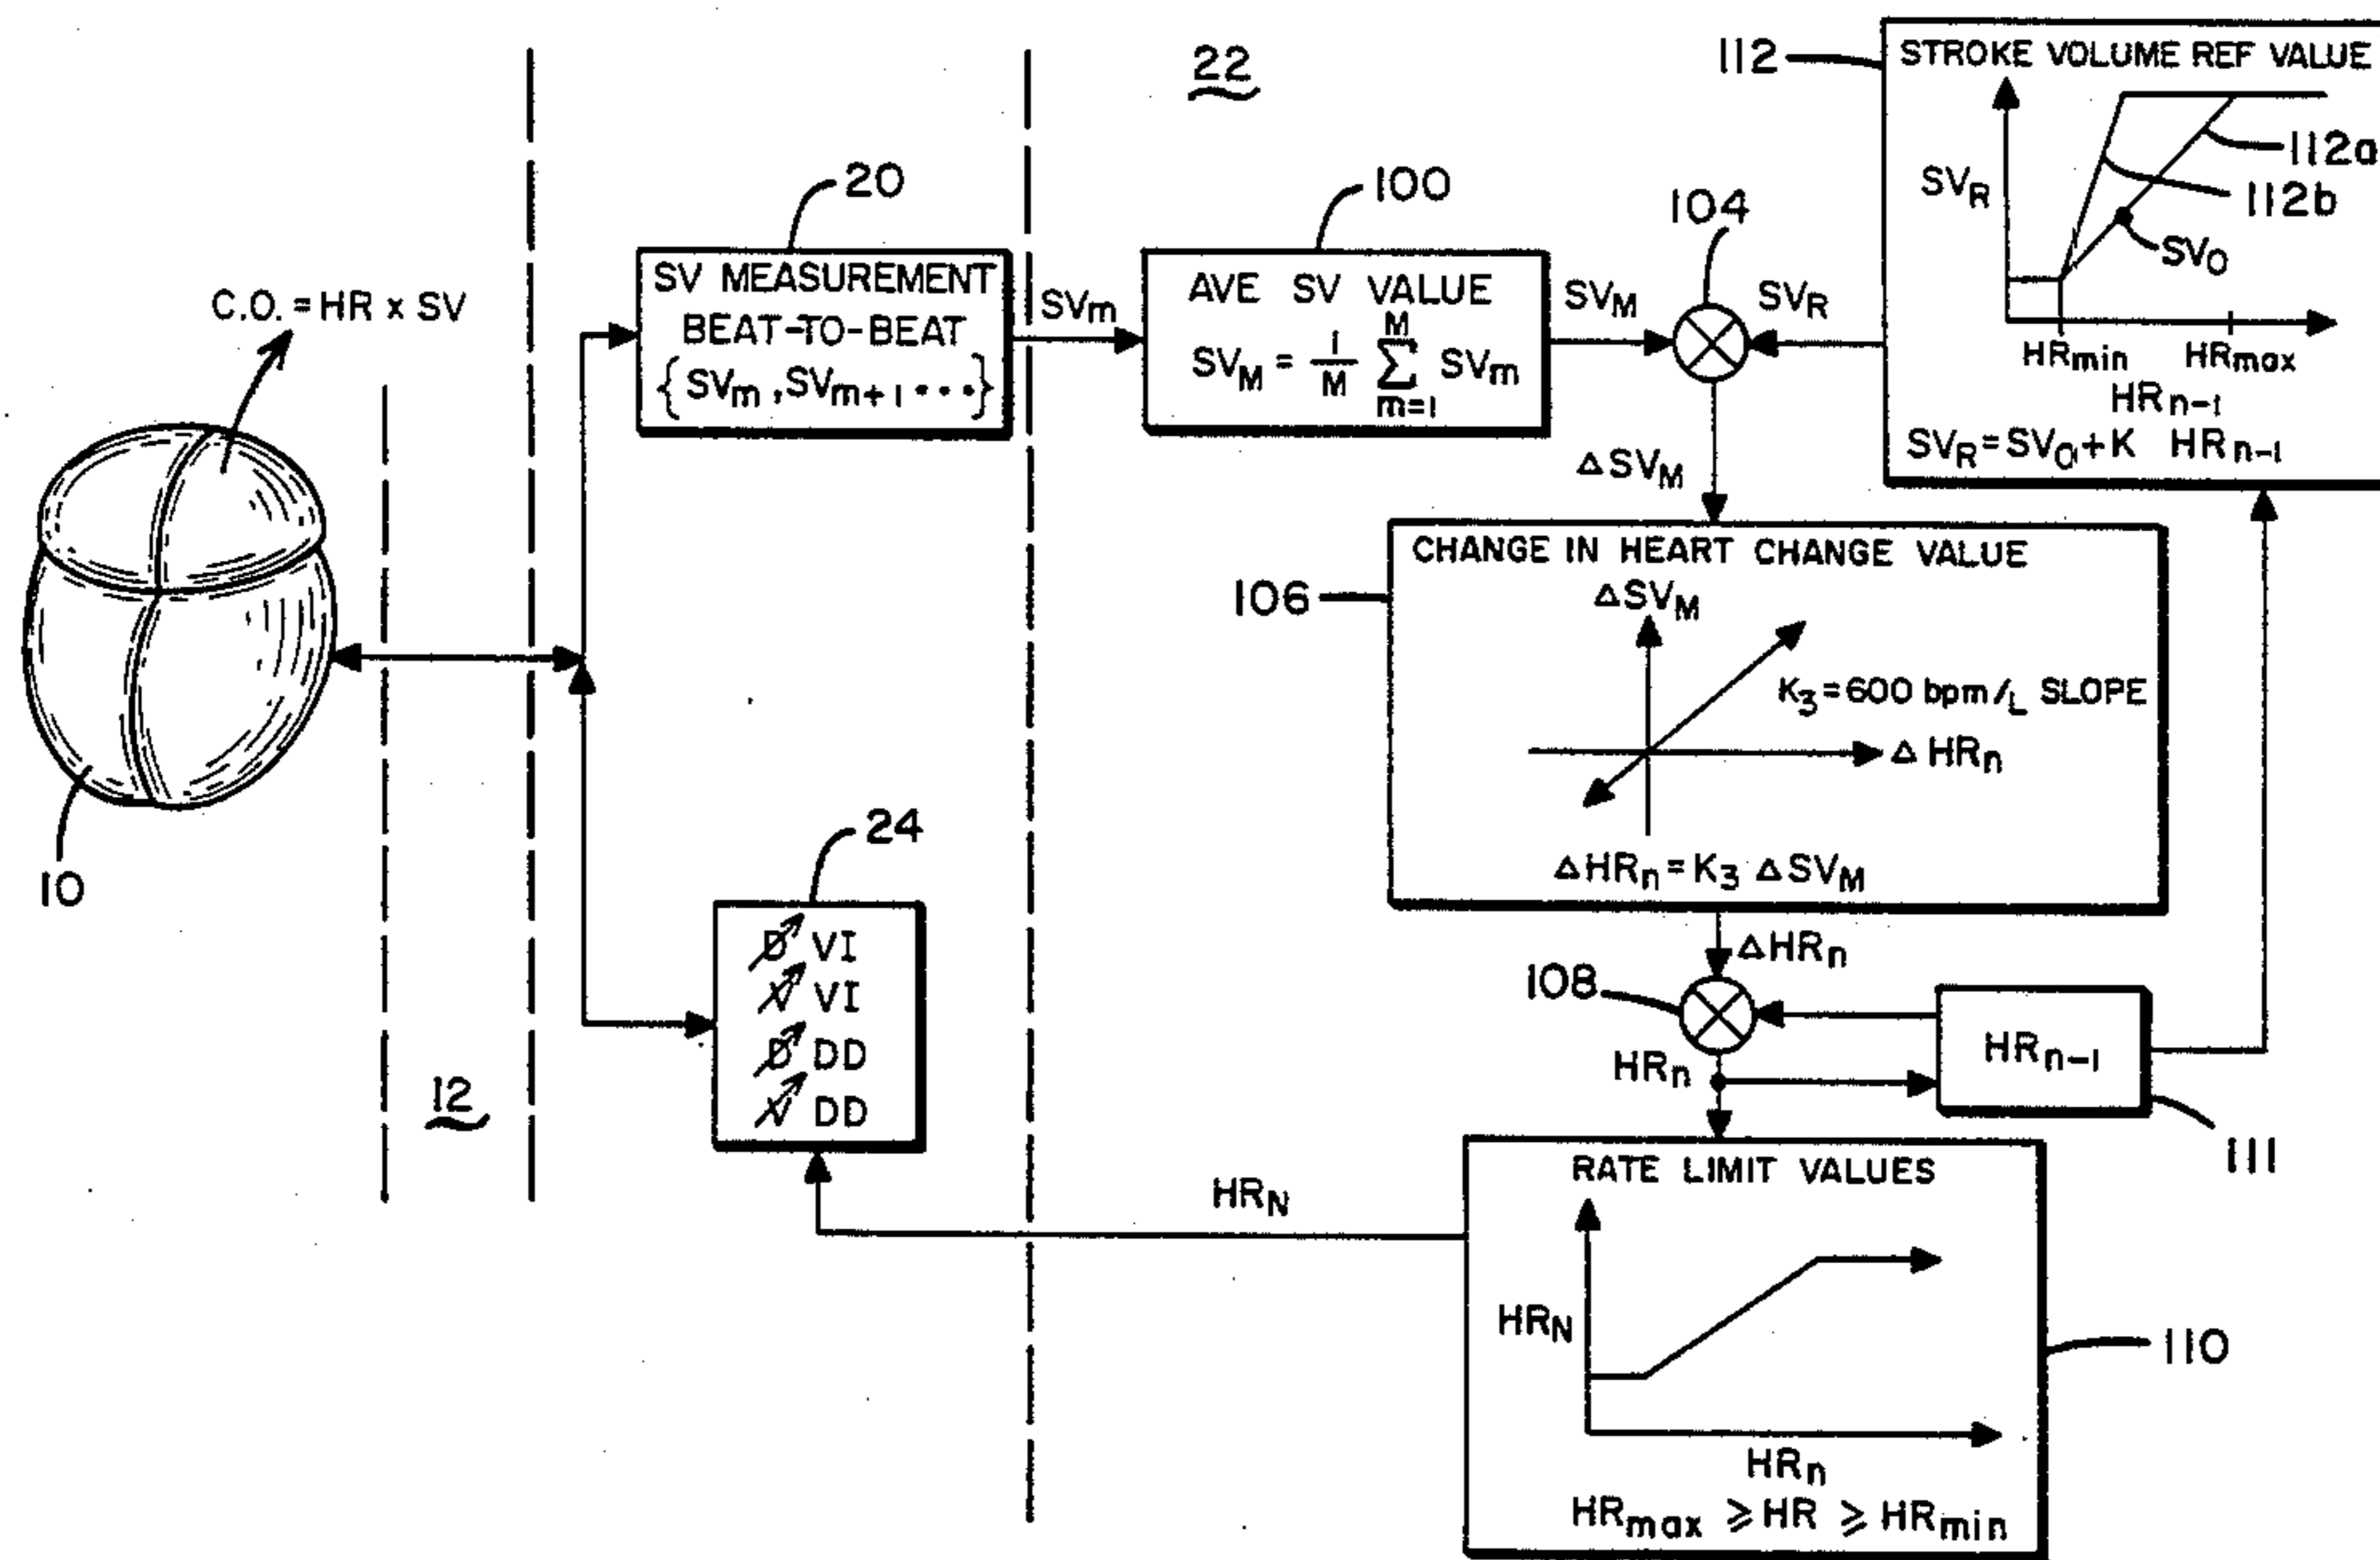 22
112
STROKE VOLUME REF VALUE
112a
112b
SVR
SVO
HRmin HRmax
HRn-1
SVR = SVO + K HRn-1
20
100
104
C.O. = HR x SV
SV MEASUREMENT
BEAT-TO-BEAT
{SVm, SVm+1 ...}
SVm
AVE SV VALUE
SVM = 1/M M Σ m=1 SVm
SVM
SVR
ΔSVM
106
CHANGE IN HEART CHANGE VALUE
ΔSVM
K3 = 600 bpm/L SLOPE
ΔHRn
ΔHRn = K3 ΔSVM
10
12
24
D VI
V VI
D DD
V DD
ΔHRn
108
HRn
HRn-1
111
HRN
RATE LIMIT VALUES
HRN
HRn
HRmax ≥ HR ≥ HRmin
110